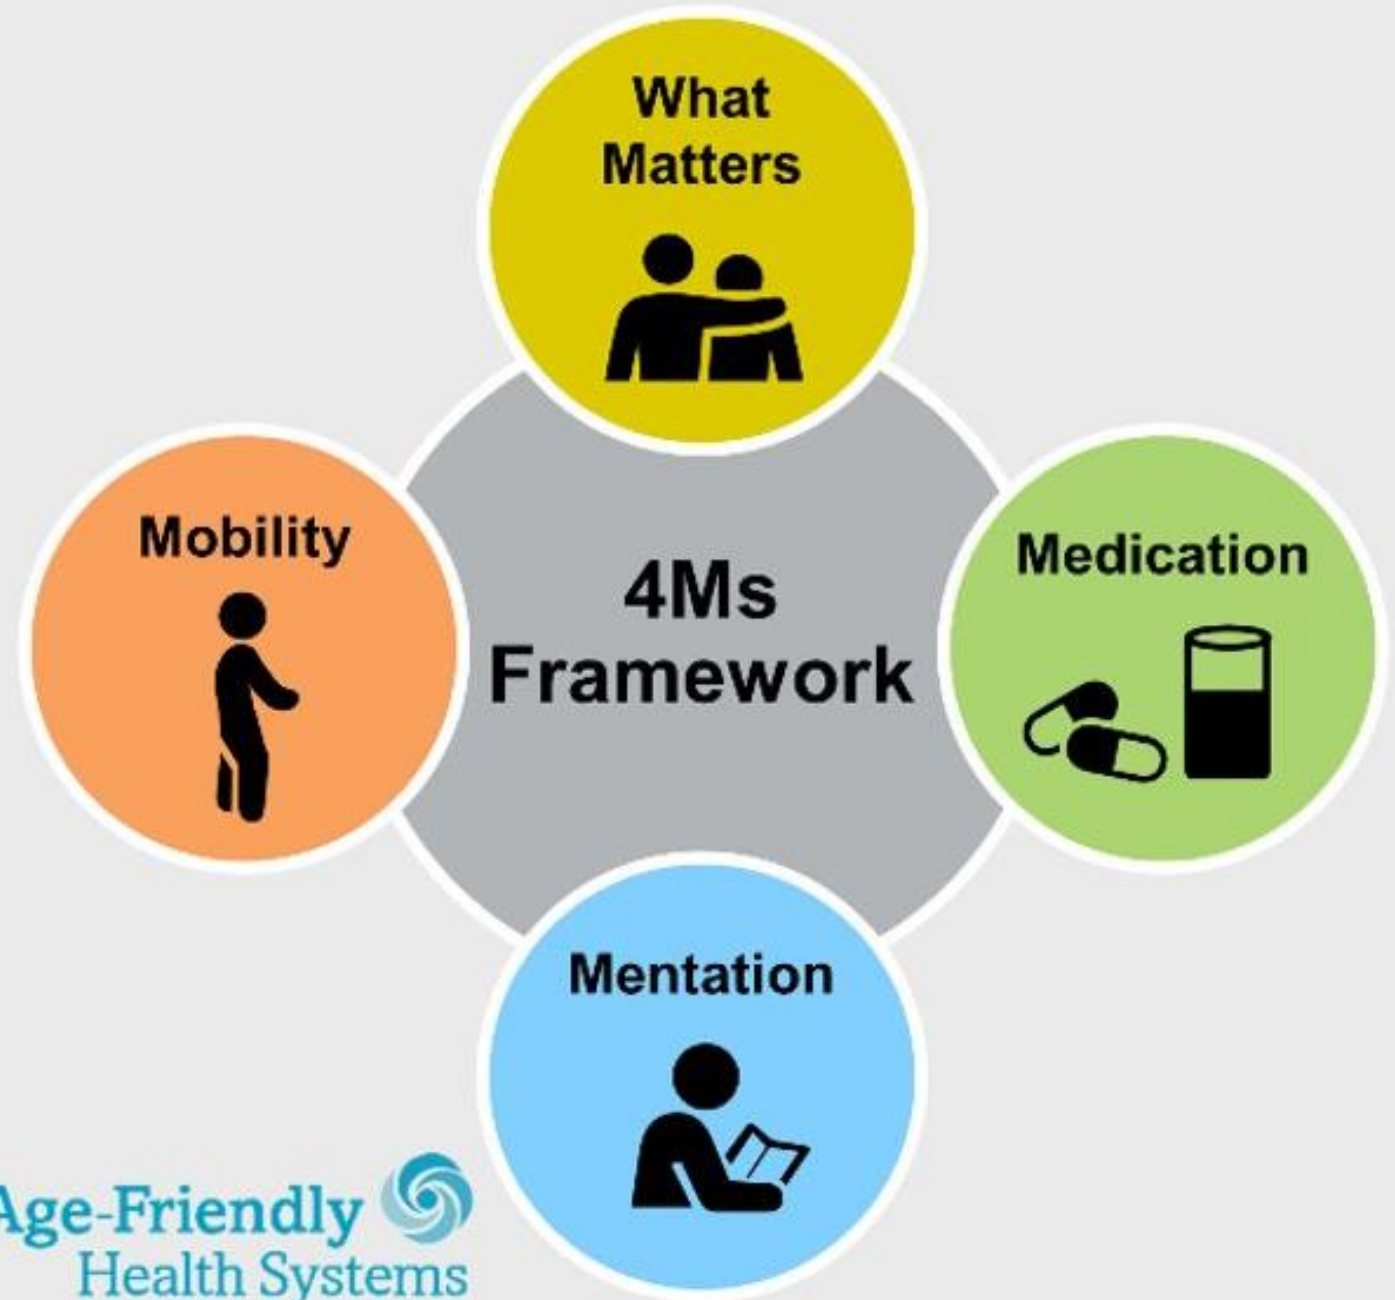 What
Matters
Mobility
4Ms
Framework
Medication
Mentation
Age-Friendly
Health Systems